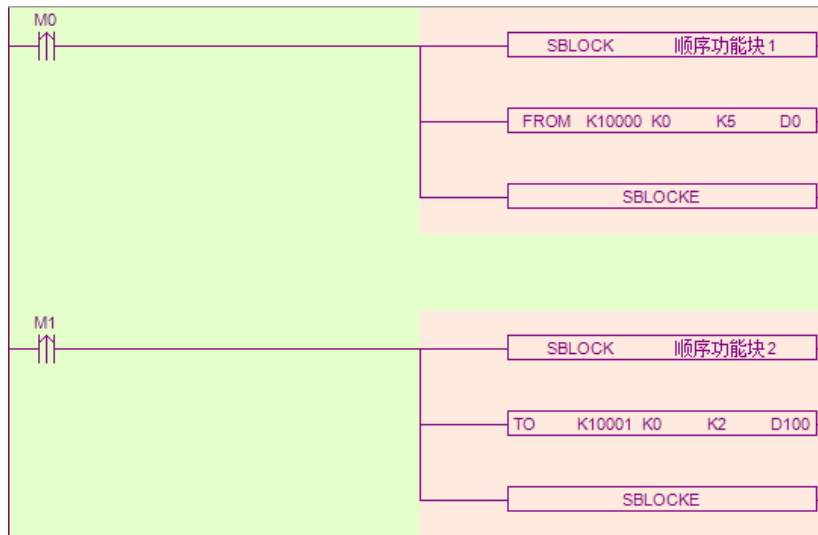 M0
SBLOCK 顺序功能块1
FROM K10000 K0 K5 D0
SBLOCKE
M1
SBLOCK 顺序功能块2
TO K10001 K0 K2 D100
SBLOCKE